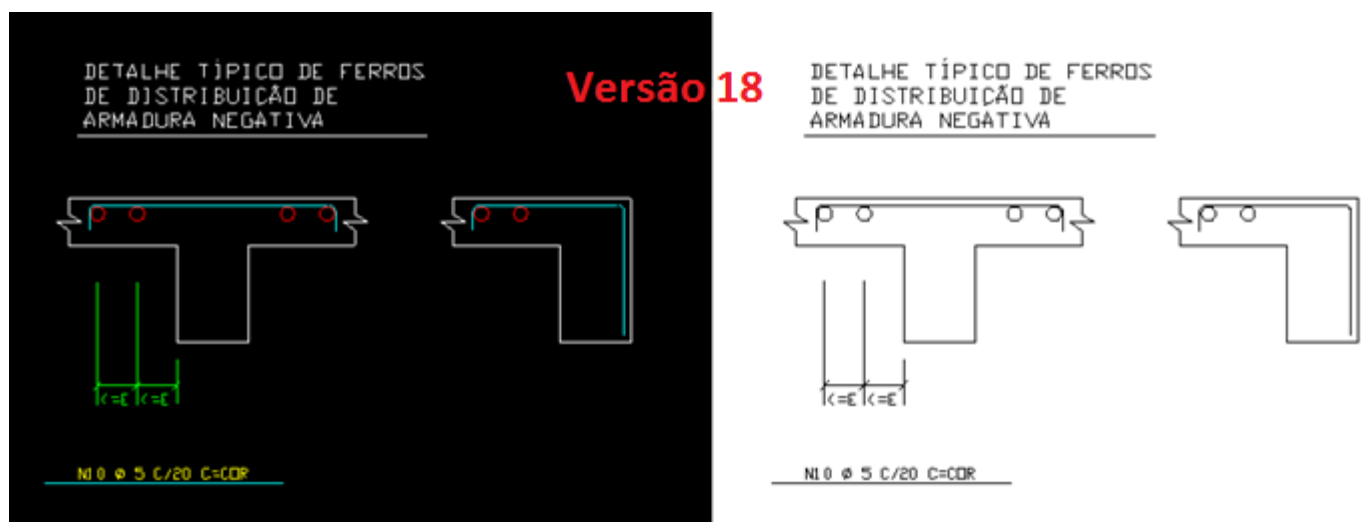 DETALHE TÍPICO DE FERROS
DE DISTRIBUIÇÃO DE
ARMADURA NEGATIVA
Versão 18
DETALHE TÍPICO DE FERROS
DE DISTRIBUIÇÃO DE
ARMADURA NEGATIVA
<=E <=E
<=E <=E
N10 ø 5 C/20 C=COR
N10 ø 5 C/20 C=COR